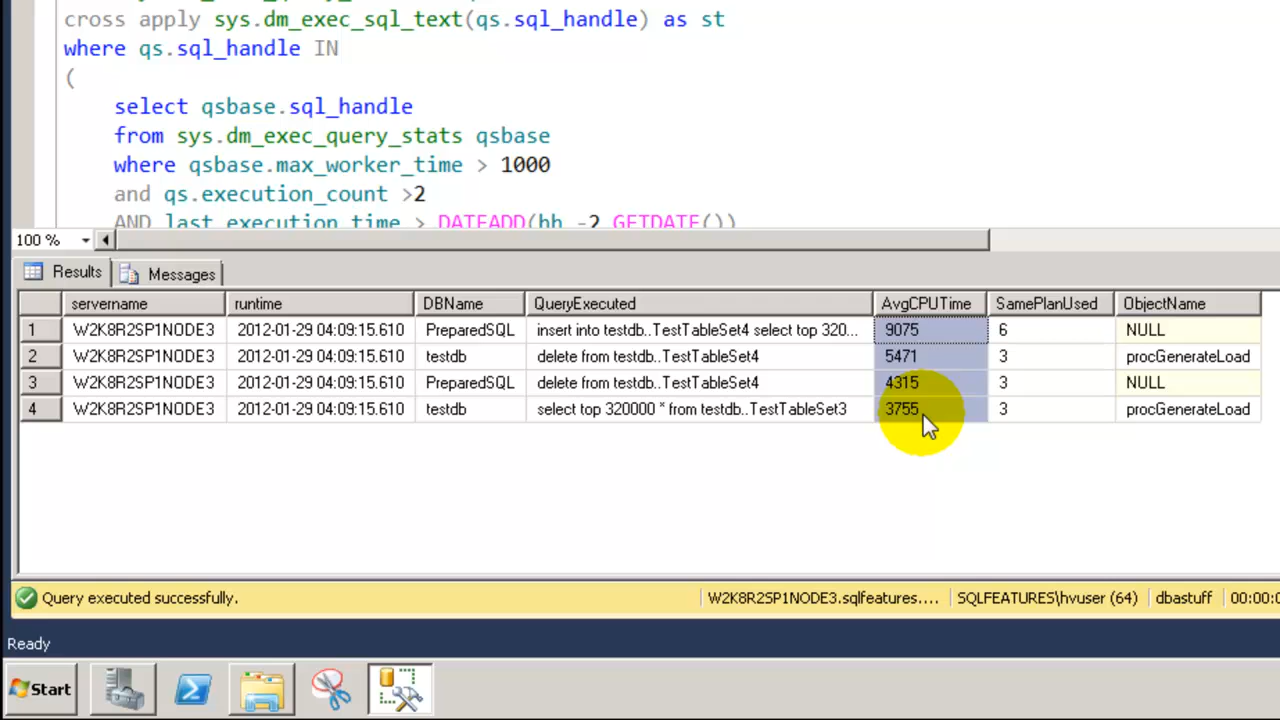 cross apply sys.dm_exec_sql_text(qs.sql_handle) as st
where qs.sql_handle IN
(
select qsbase.sql_handle
from sys.dm_exec_query_stats qsbase
where qsbase.max_worker_time > 1000
and qs.execution_count >2
AND last_execution_time > DATEADD(hh,-2,GETDATE())
100 %
Results Messages
servername runtime DBName QueryExecuted AvgCPUTime SamePlanUsed ObjectName
1 W2K8R2SP1NODE3 2012-01-29 04:09:15.610 PreparedSQL insert into testdb..TestTableSet4 select top 320... 9075 6 NULL
2 W2K8R2SP1NODE3 2012-01-29 04:09:15.610 testdb delete from testdb..TestTableSet4 5471 3 procGenerateLoad
3 W2K8R2SP1NODE3 2012-01-29 04:09:15.610 PreparedSQL delete from testdb..TestTableSet4 4315 3 NULL
4 W2K8R2SP1NODE3 2012-01-29 04:09:15.610 testdb select top 320000 * from testdb..TestTableSet3 3755 3 procGenerateLoad
Query executed successfully. W2K8R2SP1NODE3.sqlfeatures.... SQLFEATURES\hvuser (64) dbastuff 00:00:0
Ready
Start